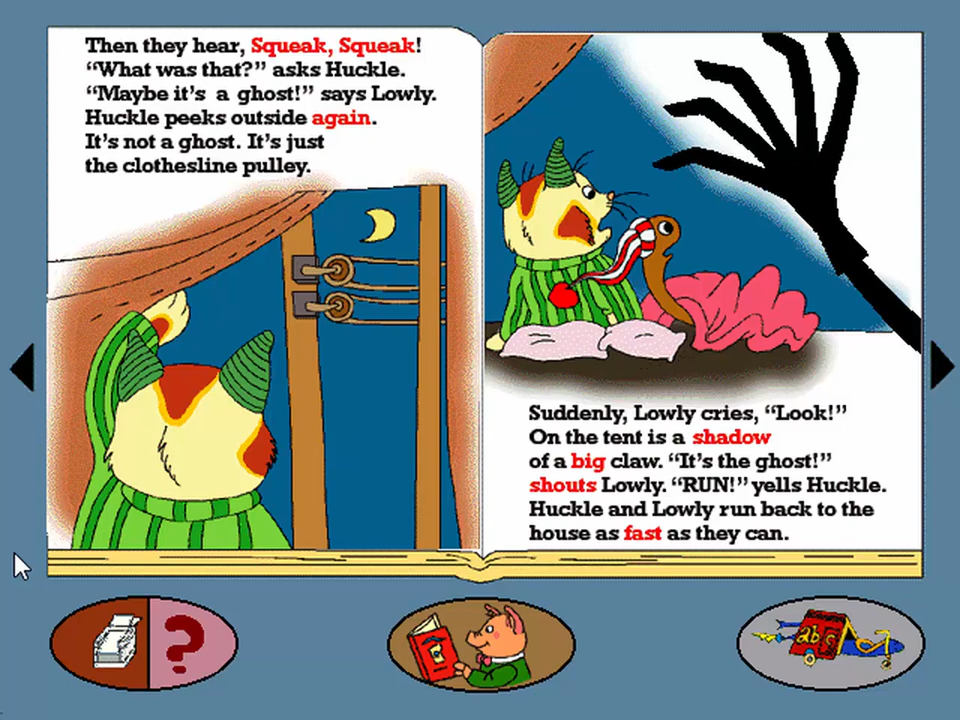 Then they hear, Squeak, Squeak!
“What was that?” asks Huckle.
“Maybe it’s a ghost!” says Lowly.
Huckle peeks outside again.
It’s not a ghost. It’s just
the clothesline pulley.
Suddenly, Lowly cries, “Look!”
On the tent is a shadow
of a big claw. “It’s the ghost!”
shouts Lowly. “RUN!” yells Huckle.
Huckle and Lowly run back to the
house as fast as they can.
?
abc